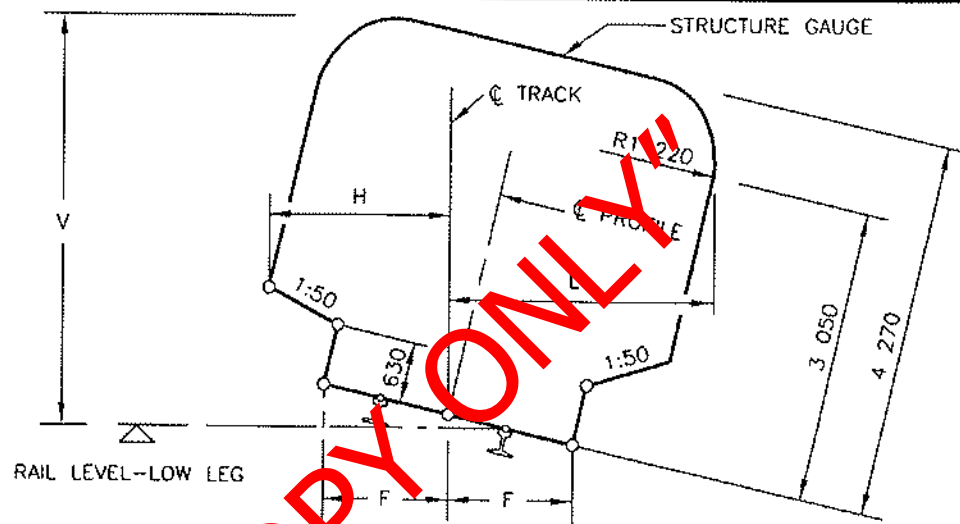 STRUCTURE GAUGE
℄ TRACK
R1 220
H
V
℄ PROFILE
L
1:50
630
1:50
3 050
4 270
RAIL LEVEL-LOW LEG
F
F
PY ONLY"